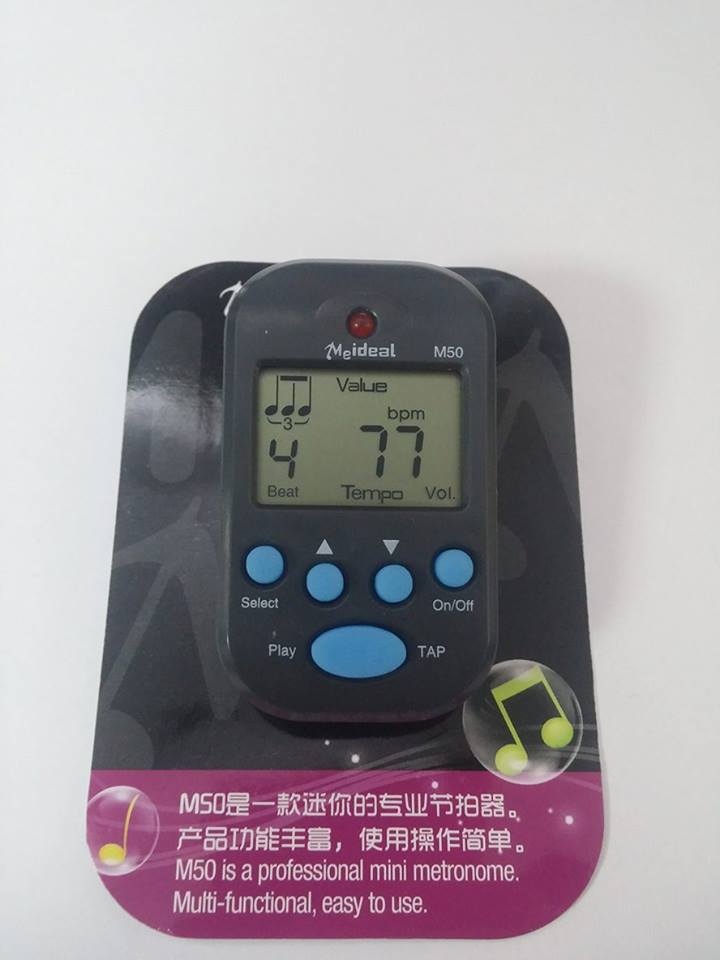 Meideal M50
Value
3
bpm
4 77
Beat Tempo Vol.
Select On/Off
Play TAP
M50是一款迷你的专业节拍器。
产品功能丰富，使用操作简单。
M50 is a professional mini metronome.
Multi-functional, easy to use.